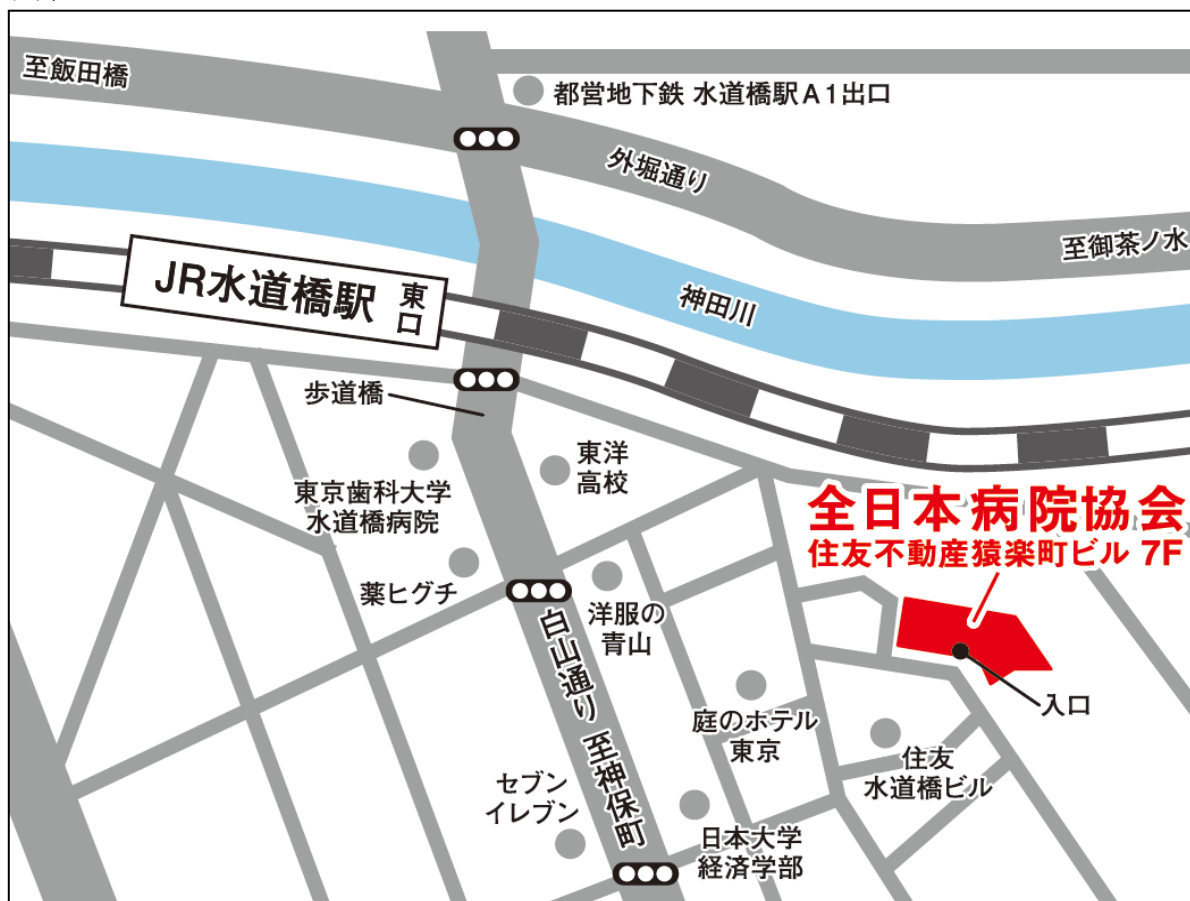 至飯田橋
都営地下鉄 水道橋駅A1出口
外堀通り
至御茶ノ水
JR水道橋駅 東口
神田川
歩道橋
東洋
高校
東京歯科大学
水道橋病院
全日本病院協会
住友不動産猿楽町ビル 7F
薬ヒグチ
洋服の
青山
白山通り 至神保町
入口
庭のホテル
東京
住友
水道橋ビル
セブン
イレブン
日本大学
経済学部